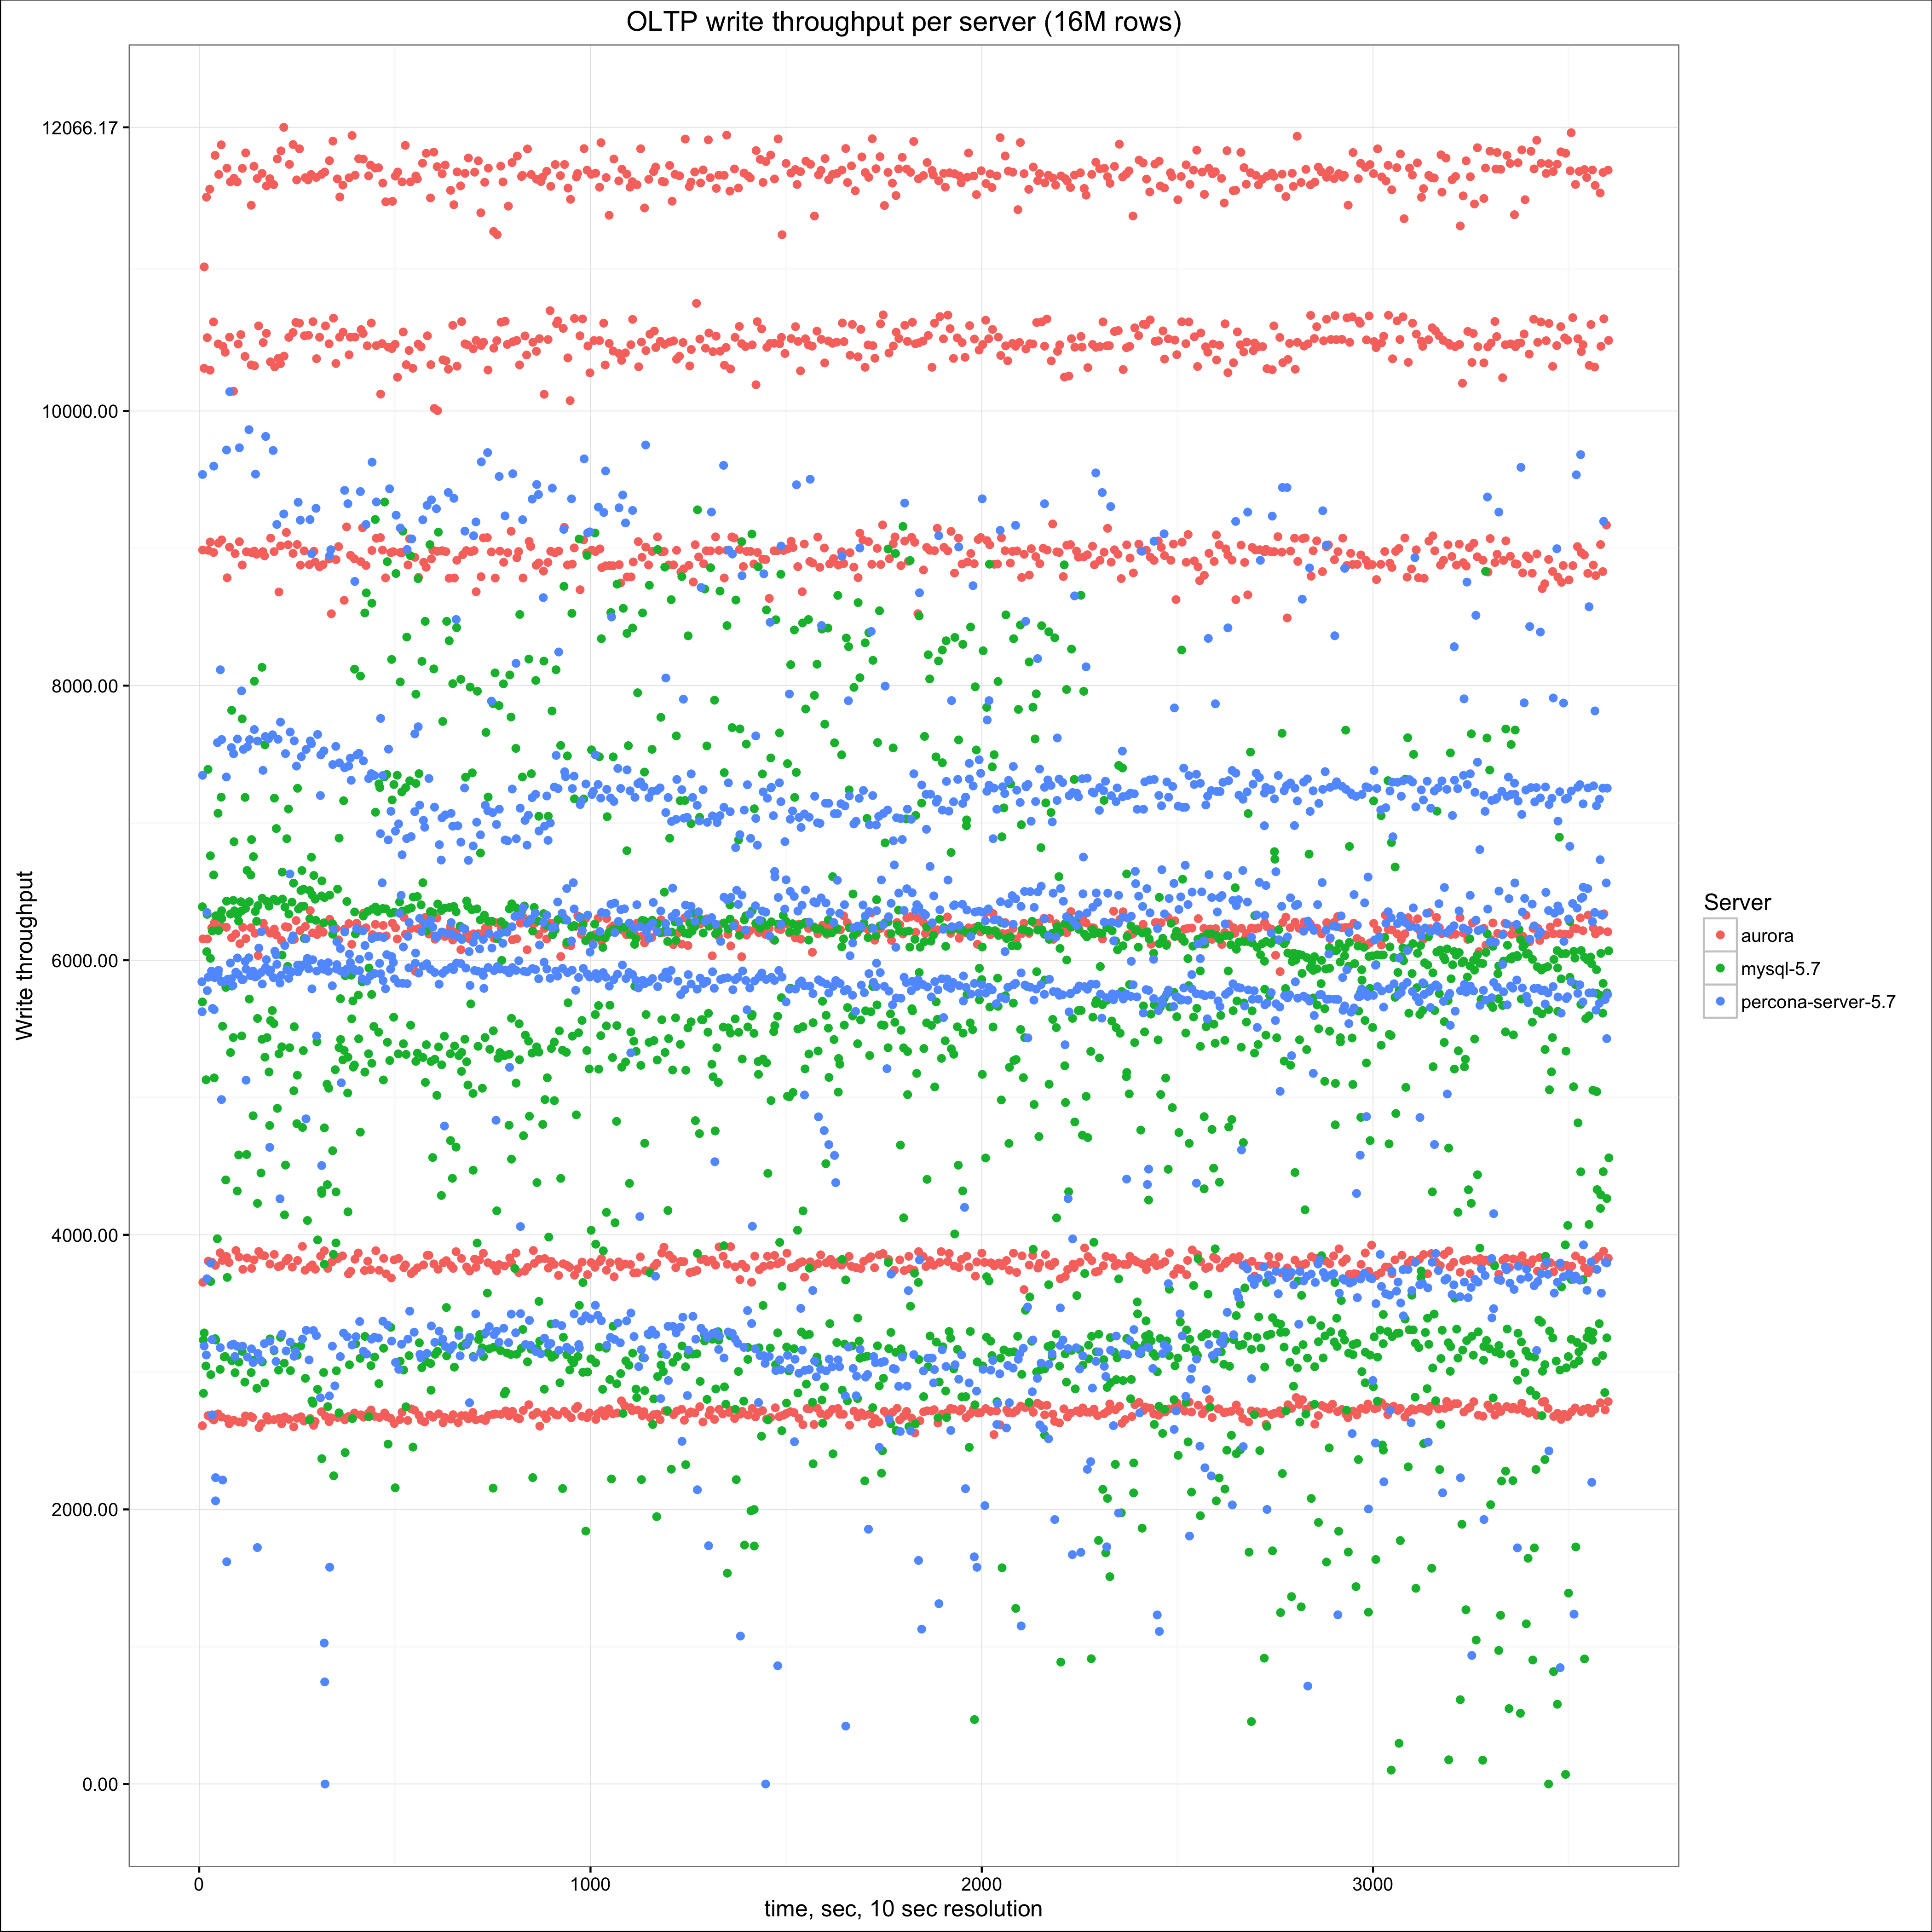 OLTP write throughput per server (16M rows)
12066.17
10000.00
8000.00
6000.00
4000.00
2000.00
0.00
Write throughput
0 1000 2000 3000
time, sec, 10 sec resolution
Server
aurora
mysql-5.7
percona-server-5.7